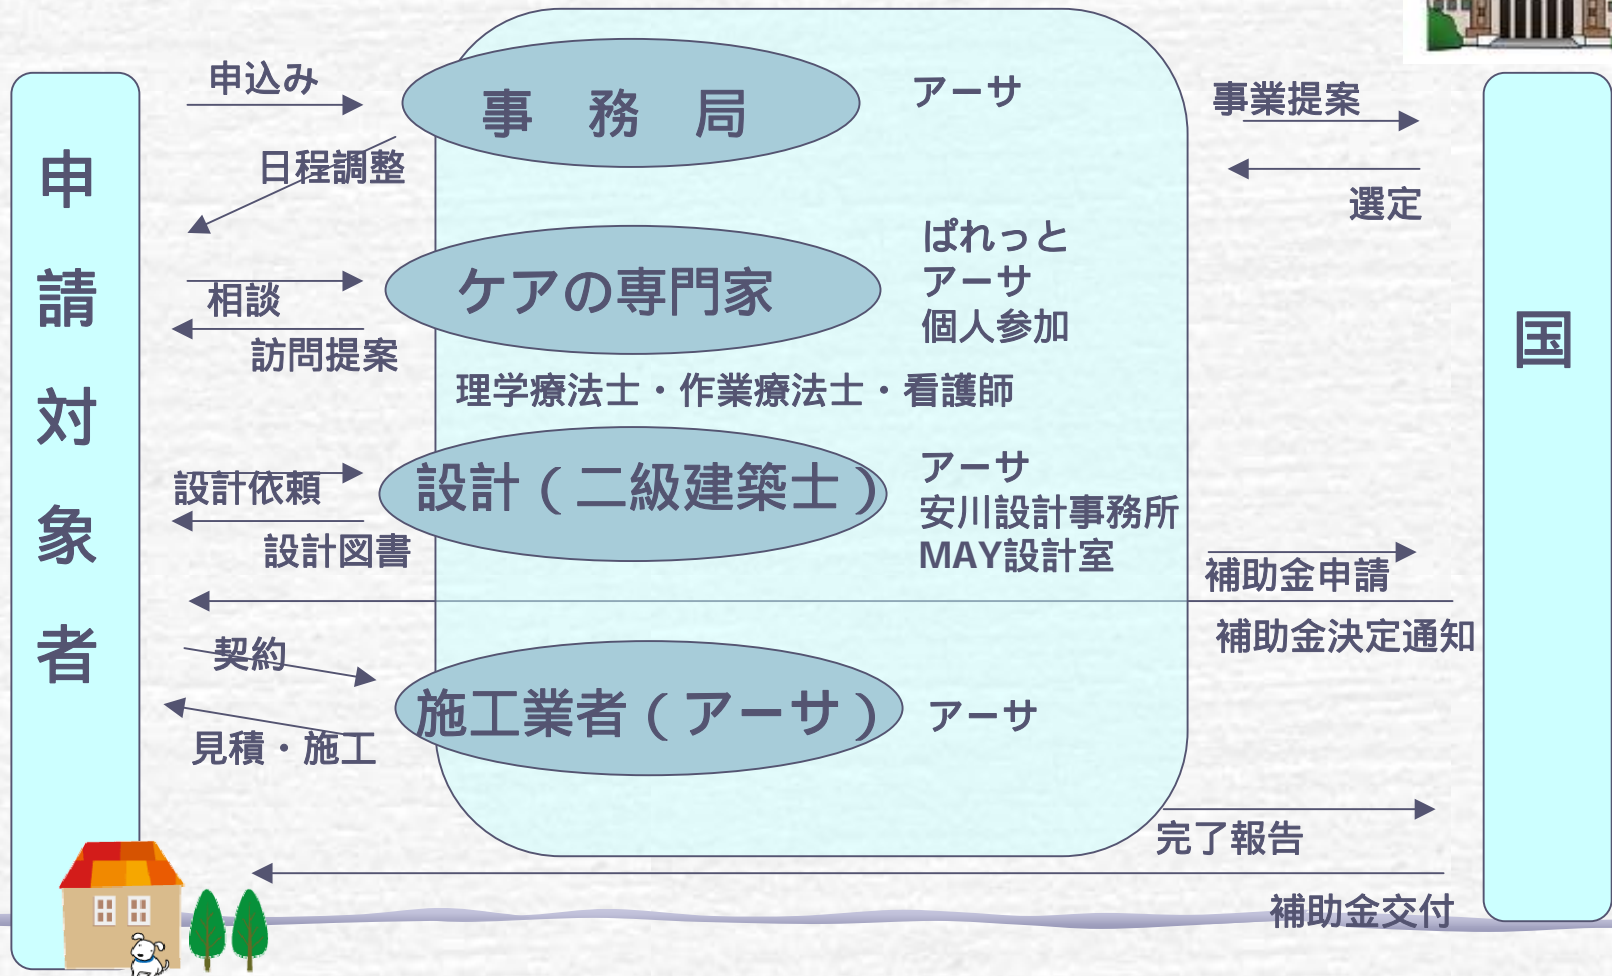 申請対象者
申込み
日程調整
相談
訪問提案
設計依頼
設計図書
契約
見積・施工
事　務　局
アーサ
ケアの専門家
ぱれっと
アーサ
個人参加
理学療法士・作業療法士・看護師
設計（二級建築士）
アーサ
安川設計事務所
MAY設計室
施工業者（アーサ）
アーサ
事業提案
選定
補助金申請
補助金決定通知
完了報告
補助金交付
国